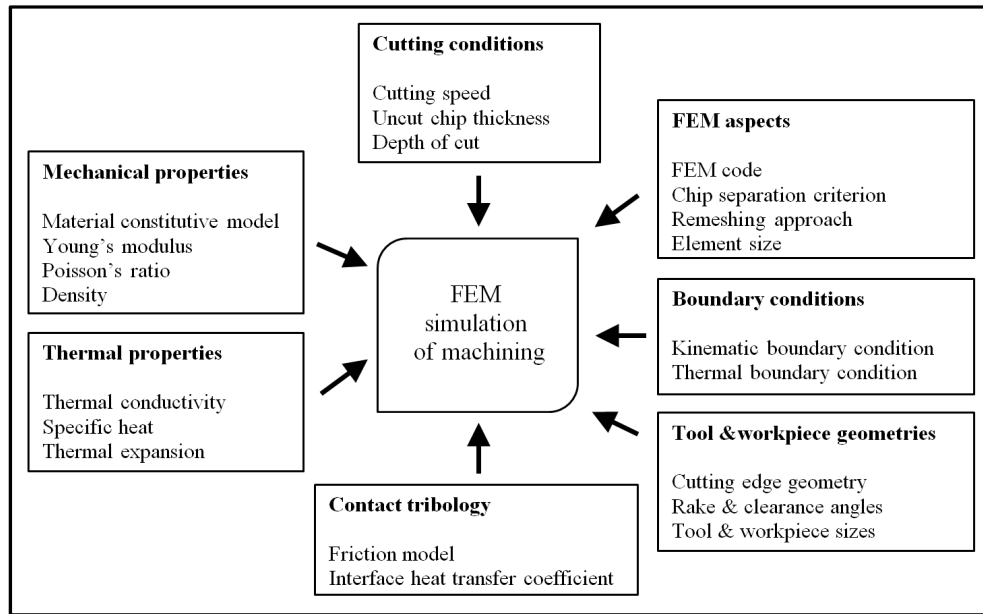 Cutting conditions
Cutting speed
Uncut chip thickness
Depth of cut
FEM aspects
FEM code
Chip separation criterion
Remeshing approach
Element size
Mechanical properties
Material constitutive model
Young's modulus
Poisson's ratio
Density
FEM
simulation
of machining
Boundary conditions
Kinematic boundary condition
Thermal boundary condition
Thermal properties
Thermal conductivity
Specific heat
Thermal expansion
Tool &workpiece geometries
Cutting edge geometry
Rake & clearance angles
Tool & workpiece sizes
Contact tribology
Friction model
Interface heat transfer coefficient